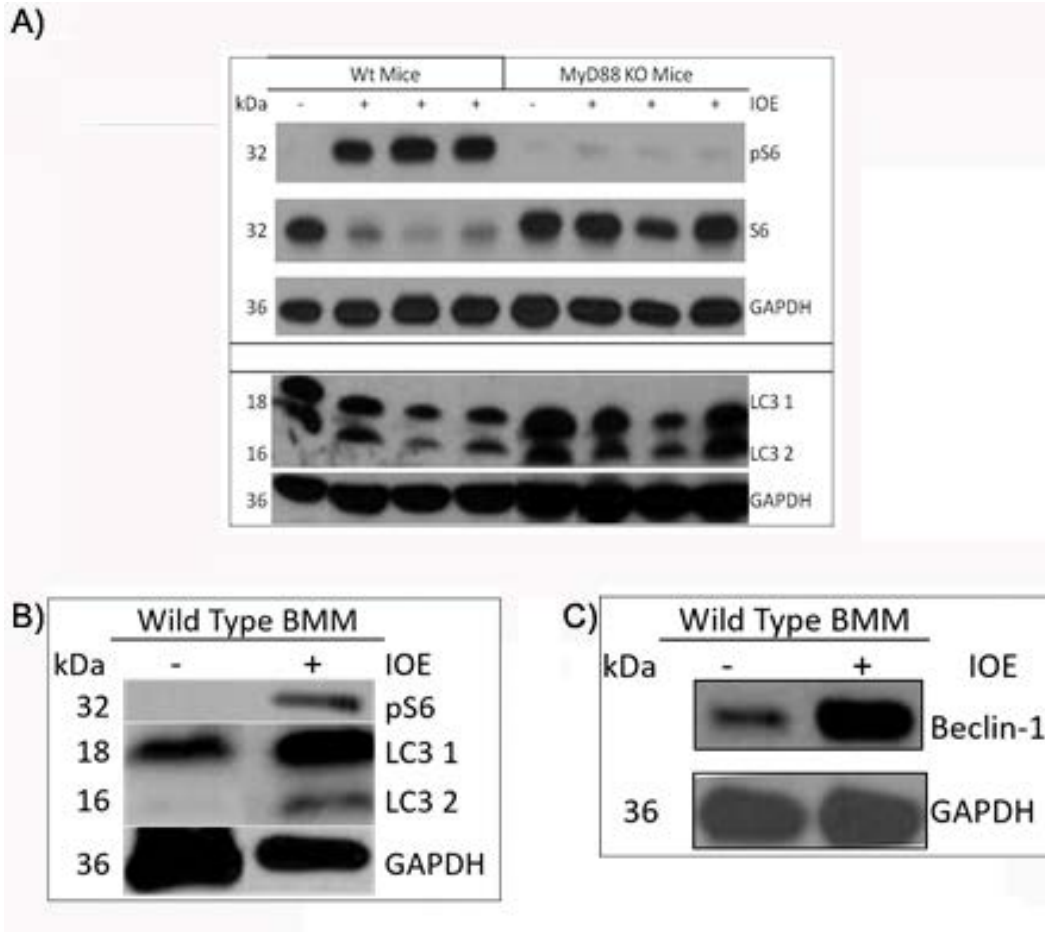 A)
Wt Mice MyD88 KO Mice
kDa - + + + - + + + IOE
32 pS6
32 S6
36 GAPDH
18 LC3 1
16 LC3 2
36 GAPDH
B)
Wild Type BMM
kDa - + IOE
32 pS6
18 LC3 1
16 LC3 2
36 GAPDH
C)
Wild Type BMM
kDa - + IOE
Beclin-1
36 GAPDH